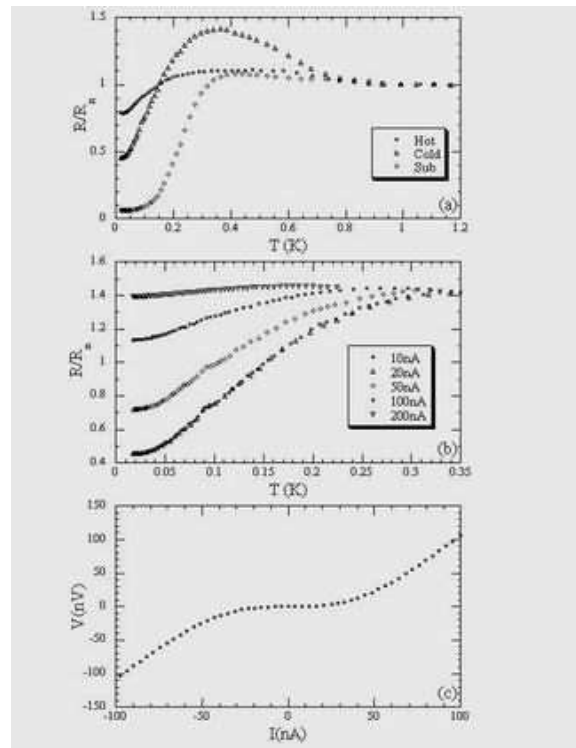 1.5
1
0.5
0
R/Rn
Hot
Cold
Sub
(a)
0 0.2 0.4 0.6 0.8 1 1.2
T (K)
1.6
1.4
1.2
1
0.8
0.6
0.4
R/Rn
10nA
20nA
50nA
100nA
200nA
(b)
0 0.05 0.1 0.15 0.2 0.25 0.3 0.35
T (K)
150
100
50
0
-50
-100
-150
V(nV)
(c)
-100 -50 0 50 100
I(nA)